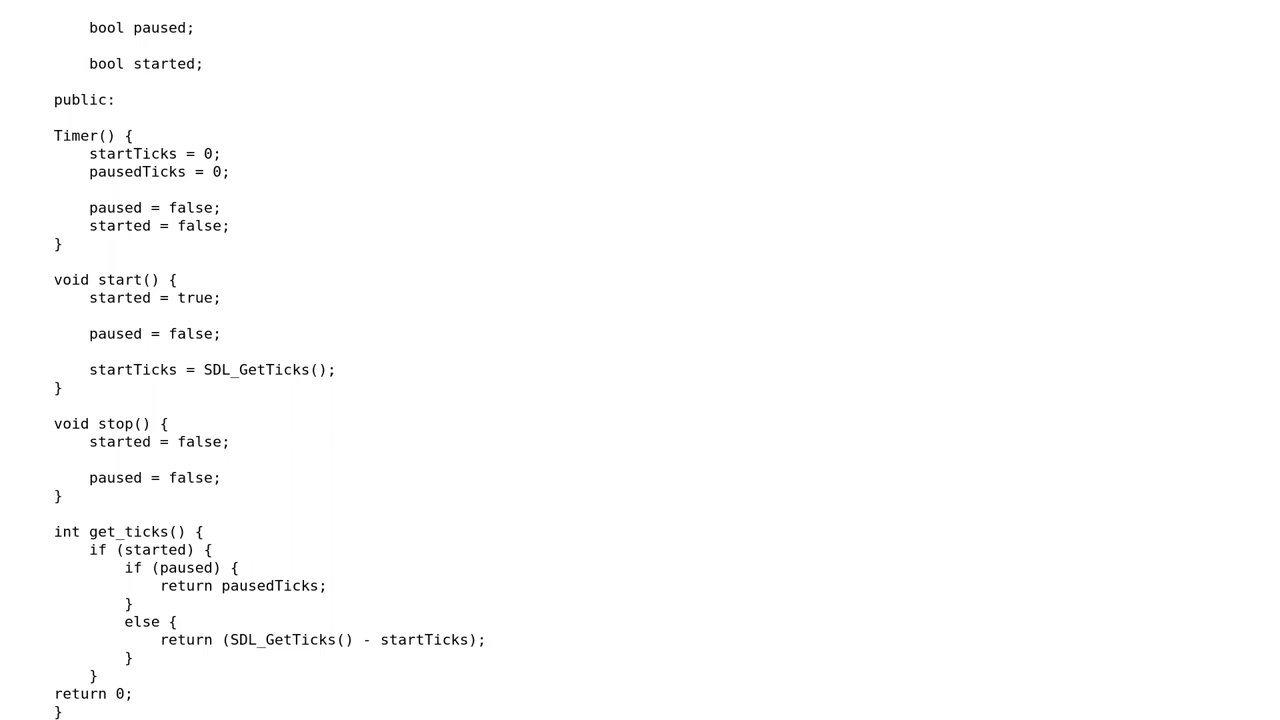 bool paused;

    bool started;

public:

Timer() {
    startTicks = 0;
    pausedTicks = 0;

    paused = false;
    started = false;
}

void start() {
    started = true;

    paused = false;

    startTicks = SDL_GetTicks();
}

void stop() {
    started = false;

    paused = false;
}

int get_ticks() {
    if (started) {
        if (paused) {
            return pausedTicks;
        }
        else {
            return (SDL_GetTicks() - startTicks);
        }
    }
return 0;
}